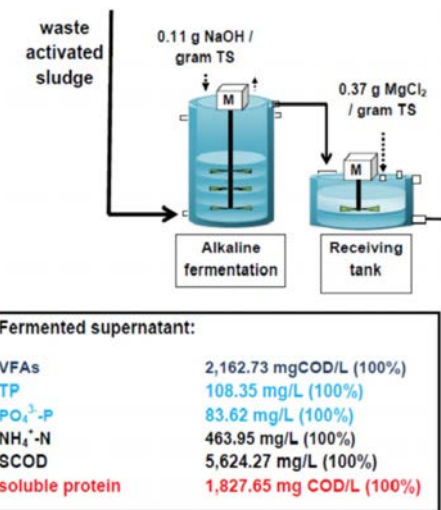 waste
activated
sludge
0.11 g NaOH /
gram TS
0.37 g MgCl₂
/ gram TS
M
M
Alkaline
fermentation
Receiving
tank
Fermented supernatant:
VFAs 2,162.73 mgCOD/L (100%)
TP 108.35 mg/L (100%)
PO₄³⁻-P 83.62 mg/L (100%)
NH₄⁺-N 463.95 mg/L (100%)
SCOD 5,624.27 mg/L (100%)
soluble protein 1,827.65 mg COD/L (100%)